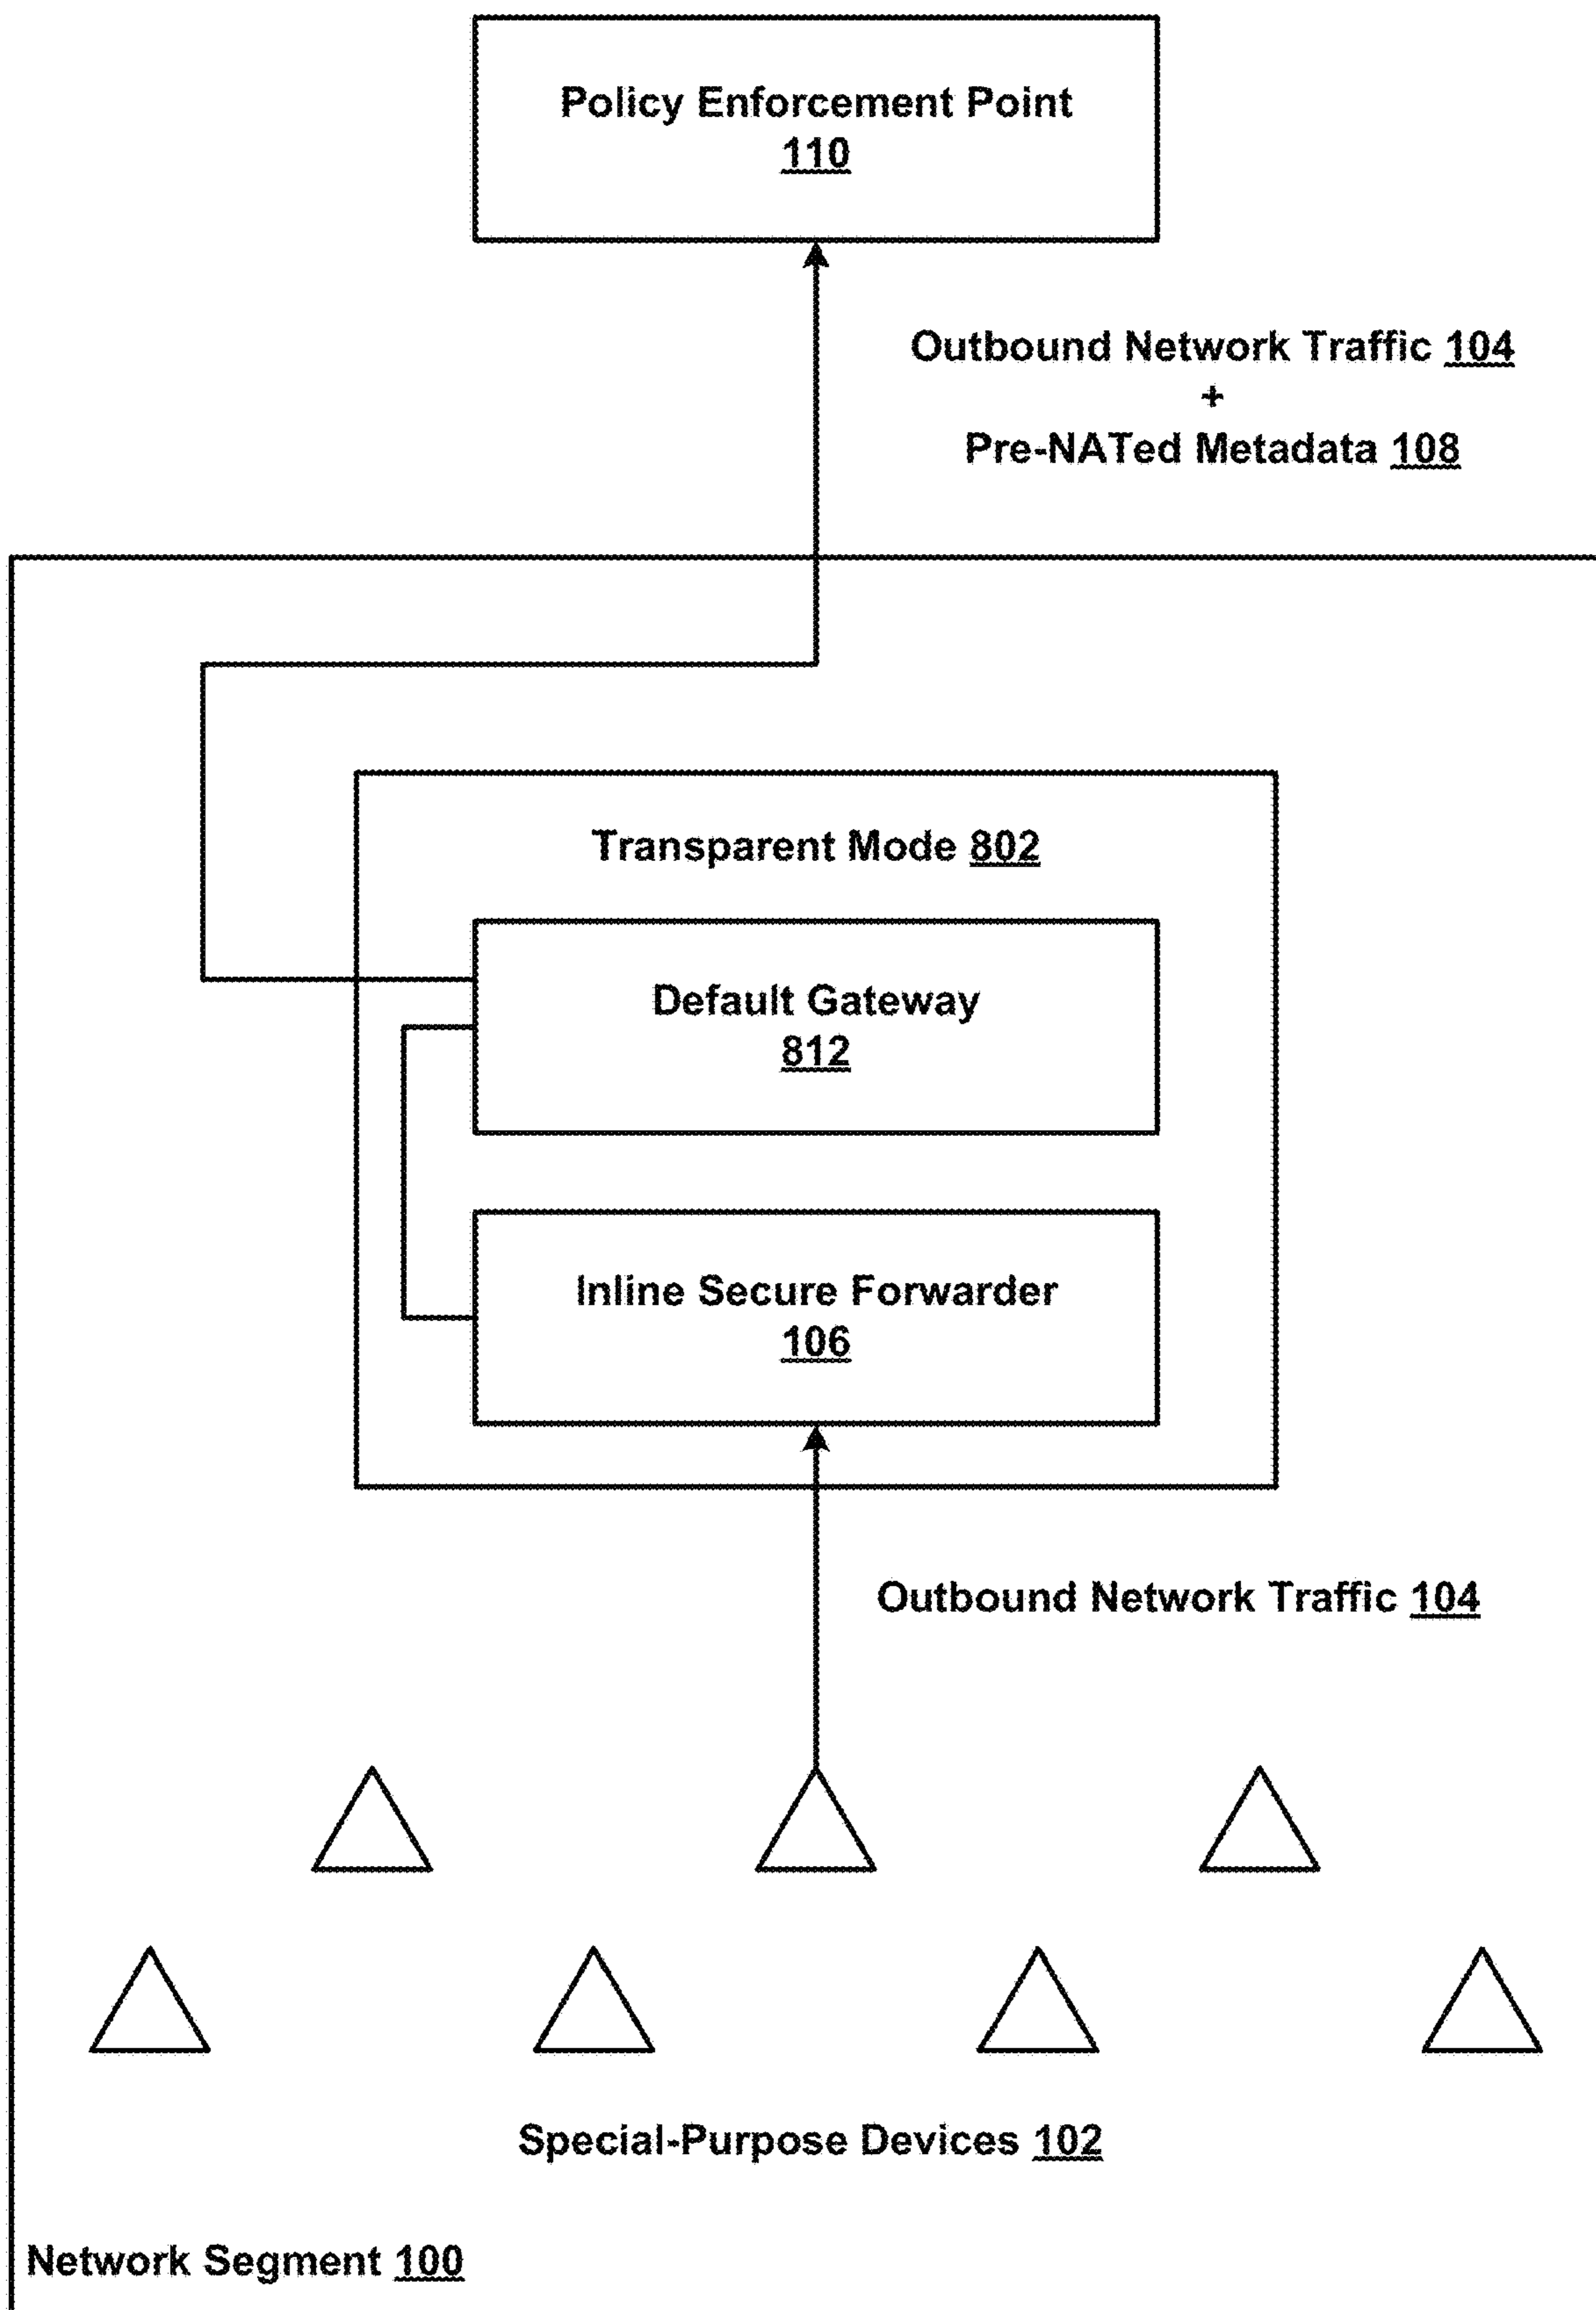 Policy Enforcement Point
110
Outbound Network Traffic 104
+
Pre-NATed Metadata 108
Transparent Mode 802
Default Gateway
812
Inline Secure Forwarder
106
Outbound Network Traffic 104
Special-Purpose Devices 102
Network Segment 100